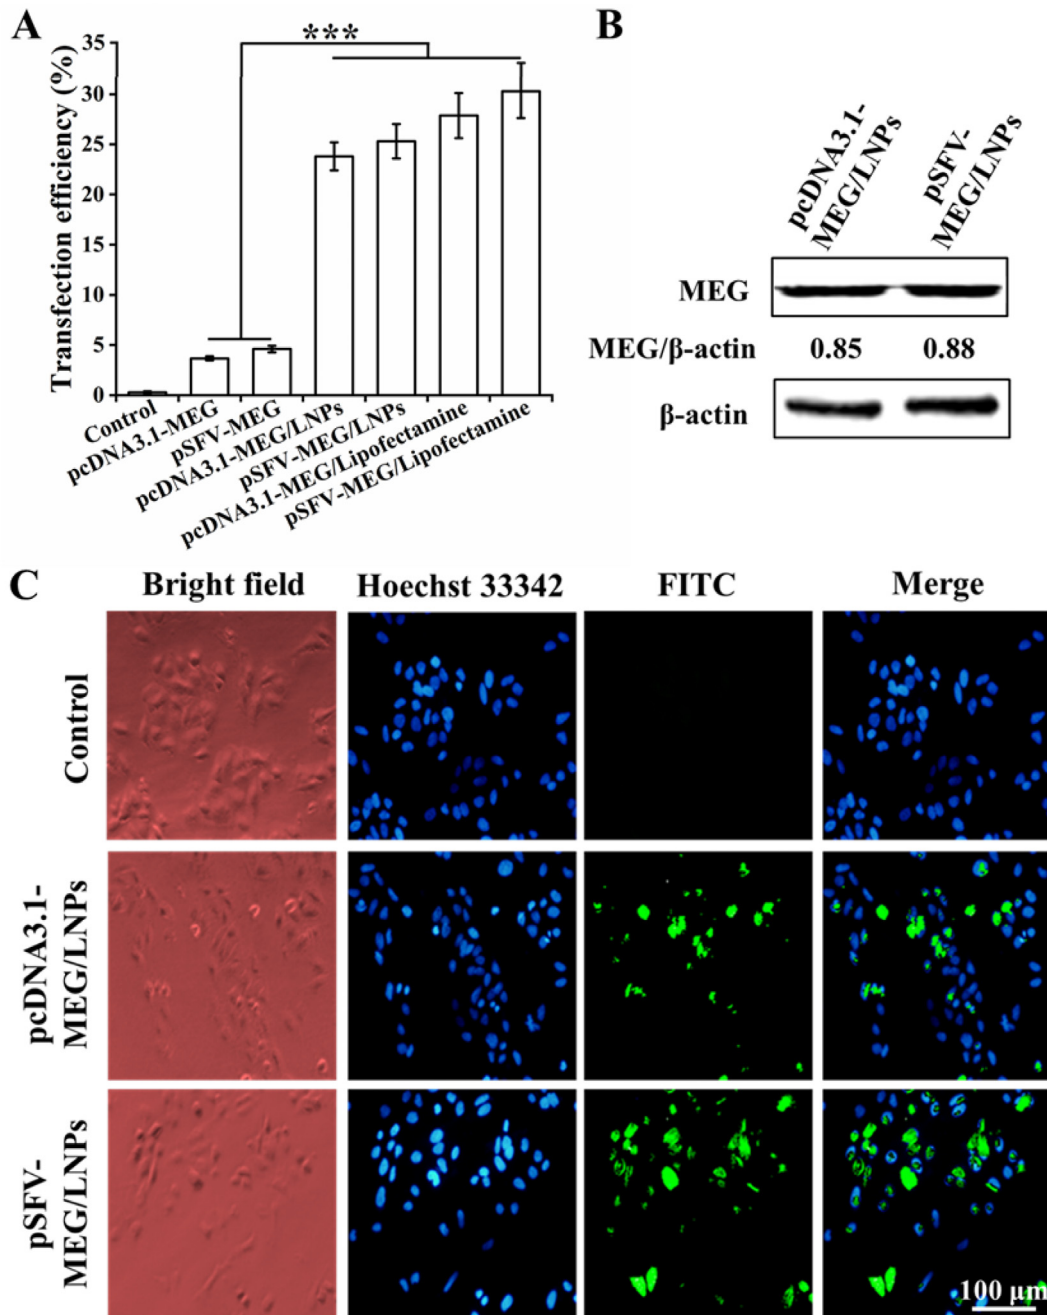 A
Transfection efficiency (%)
35
30
25
20
15
10
5
0
***
Control
pcDNA3.1-MEG
pSFV-MEG
pcDNA3.1-MEG/LNPs
pSFV-MEG/LNPs
pcDNA3.1-MEG/Lipofectamine
pSFV-MEG/Lipofectamine
B
pcDNA3.1-
MEG/LNPs
pSFV-
MEG/LNPs
MEG
MEG/β-actin 0.85 0.88
β-actin
C
Bright field Hoechst 33342 FITC Merge
Control
pcDNA3.1-
MEG/LNPs
pSFV-
MEG/LNPs
100 μm